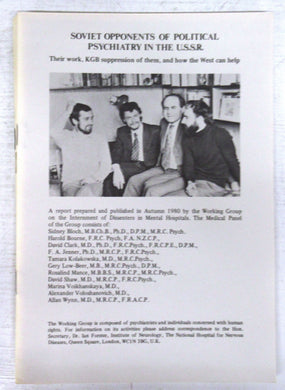 SOVIET OPPONENTS OF POLITICAL
PSYCHIATRY IN THE U.S.S.R.
Their work, KGB suppression of them, and how the West can help
A report prepared and published in Autumn 1980 by the Working Group
on the Internment of Dissenters in Mental Hospitals. The Medical Panel
of the Group consists of:
Sidney Bloch, M.B.Ch.B., Ph.D., D.P.M., M.R.C. Psych.
Harold Bourne, F.R.C. Psych, F.A.N.Z.C.P.,
David Clark, M.D., Ph.D., F.R.C.Psych., F.R.C.P.E., D.P.M.,
F. A. Jenner, Ph.D., M.R.C.P., F.R.C.Psych.,
Tamara Kolakowska, M.D., M.R.C.Psych.,
Gary Low-Beer, M.B., M.R.C.Psych., D.P.M.,
Rosalind Mance, M.B.B.S., M.R.C.P., M.R.C.Psych.,
David Shaw, M.D., M.R.C.P., F.R.C.Psych.
Marina Voikhanskaya, M.D.,
Alexander Voloshanovich, M.D.,
Allan Wynn, M.D., M.R.C.P., F.R.A.C.P.
The Working Group is composed of psychiatrists and individuals concerned with human
rights. For information on its activities please address correspondence to the Hon.
Secretary, Dr. Ian Forster, Institute of Neurology, The National Hospital for Nervous
Diseases, Queen Square, London, WC1N 3BG, U.K.